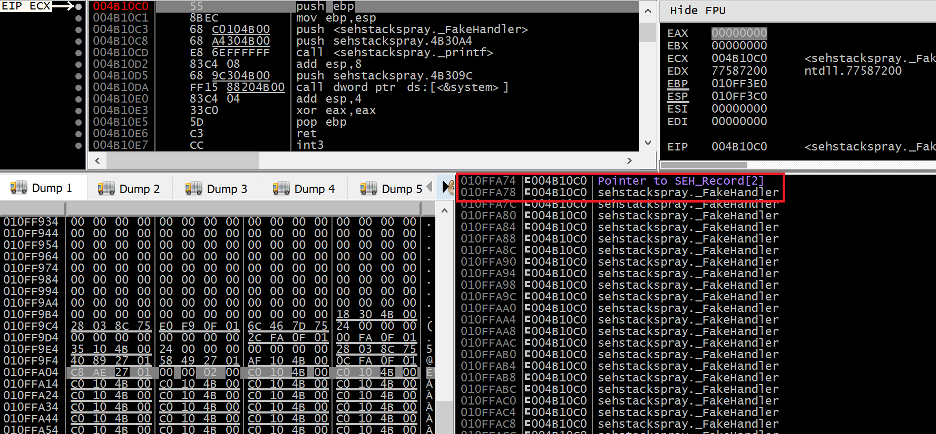 EIP ECX
004B10C0 55 push ebp
004B10C1 8BEC mov ebp,esp
004B10C3 68 C0104B00 push <sehstackspray._FakeHandler>
004B10C8 68 A4304B00 push sehstackspray.4B30A4
004B10CD E8 6EFFFFFF call <sehstackspray._printf>
004B10D2 83C4 08 add esp,8
004B10D5 68 9C304B00 push sehstackspray.4B309C
004B10DA FF15 88204B00 call dword ptr ds:[<&system>]
004B10E0 83C4 04 add esp,4
004B10E3 33C0 xor eax,eax
004B10E5 5D pop ebp
004B10E6 C3 ret
004B10E7 CC int3
Hide FPU
EAX 00000000
EBX 00000000
ECX 004B10C0 <sehstackspray._Fake
EDX 77587200 ntdll.77587200
EBP 010FF3E0
ESP 010FF3C0
ESI 00000000
EDI 00000000
EIP 004B10C0 <sehstackspray._Fake
Dump 1 Dump 2 Dump 3 Dump 4 Dump 5
010FF934 00 00 00 00 00 00 00 00 00 00 00 00 00 00 00 00 .
010FF944 00 00 00 00 00 00 00 00 00 00 00 00 00 00 00 00 .
010FF954 00 00 00 00 00 00 00 00 00 00 00 00 00 00 00 00 .
010FF964 00 00 00 00 00 00 00 00 00 00 00 00 00 00 00 00 .
010FF974 00 00 00 00 00 00 00 00 00 00 00 00 00 00 00 00 .
010FF984 00 00 00 00 00 00 00 00 00 00 00 00 00 00 00 00 .
010FF994 00 00 00 00 00 00 00 00 00 00 00 00 00 00 00 00 .
010FF9A4 00 00 00 00 00 00 00 00 00 00 00 00 00 00 00 00 .
010FF9B4 00 00 00 00 00 00 00 00 00 00 00 00 18 30 4B 00 .
010FF9C4 28 03 8C 75 E0 F9 0F 01 6C 46 7D 75 24 00 00 00 (
010FF9D4 00 00 00 00 00 00 00 00 2C FA 0F 01 00 FA 0F 01 .
010FF9E4 35 10 4B 00 24 00 00 00 00 00 00 00 28 03 8C 75 5
010FF9F4 40 89 27 01 58 49 27 01 AF 10 4B 00 0C FA 0F 01 @
010FFA04 C8 AE 27 01 00 00 02 00 C0 10 4B 00 C0 10 4B 00 E
010FFA14 C0 10 4B 00 C0 10 4B 00 C0 10 4B 00 C0 10 4B 00 A
010FFA24 C0 10 4B 00 C0 10 4B 00 C0 10 4B 00 C0 10 4B 00 A
010FFA34 C0 10 4B 00 C0 10 4B 00 C0 10 4B 00 C0 10 4B 00 A
010FFA44 C0 10 4B 00 C0 10 4B 00 C0 10 4B 00 C0 10 4B 00 A
010FFA54 C0 10 4B 00 C0 10 4B 00 C0 10 4B 00 C0 10 4B 00 A
010FFA74 004B10C0 Pointer to SEH_Record[2]
010FFA78 004B10C0 sehstackspray._FakeHandler
010FFA7C 004B10C0 sehstackspray._FakeHandler
010FFA80 004B10C0 sehstackspray._FakeHandler
010FFA84 004B10C0 sehstackspray._FakeHandler
010FFA88 004B10C0 sehstackspray._FakeHandler
010FFA8C 004B10C0 sehstackspray._FakeHandler
010FFA90 004B10C0 sehstackspray._FakeHandler
010FFA94 004B10C0 sehstackspray._FakeHandler
010FFA98 004B10C0 sehstackspray._FakeHandler
010FFA9C 004B10C0 sehstackspray._FakeHandler
010FFAA0 004B10C0 sehstackspray._FakeHandler
010FFAA4 004B10C0 sehstackspray._FakeHandler
010FFAA8 004B10C0 sehstackspray._FakeHandler
010FFAAC 004B10C0 sehstackspray._FakeHandler
010FFAB0 004B10C0 sehstackspray._FakeHandler
010FFAB4 004B10C0 sehstackspray._FakeHandler
010FFAB8 004B10C0 sehstackspray._FakeHandler
010FFABC 004B10C0 sehstackspray._FakeHandler
010FFAC0 004B10C0 sehstackspray._FakeHandler
010FFAC4 004B10C0 sehstackspray._FakeHandler
010FFAC8 004B10C0 sehstackspray._FakeHandler